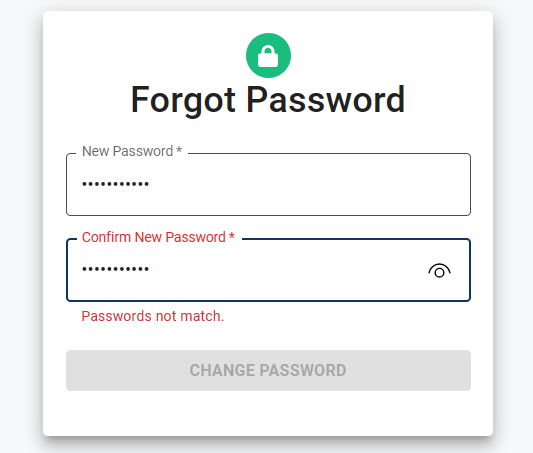 Forgot Password
New Password *
•••••••••••
Confirm New Password *
•••••••••••
Passwords not match.
CHANGE PASSWORD